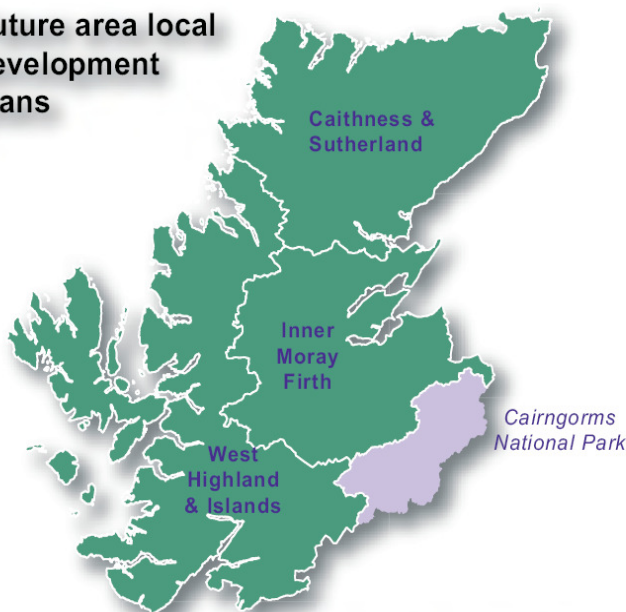 uture area local
evelopment
ans
Caithness &
Sutherland
Inner
Moray
Firth
Cairngorms
National Park
West
Highland
& Islands